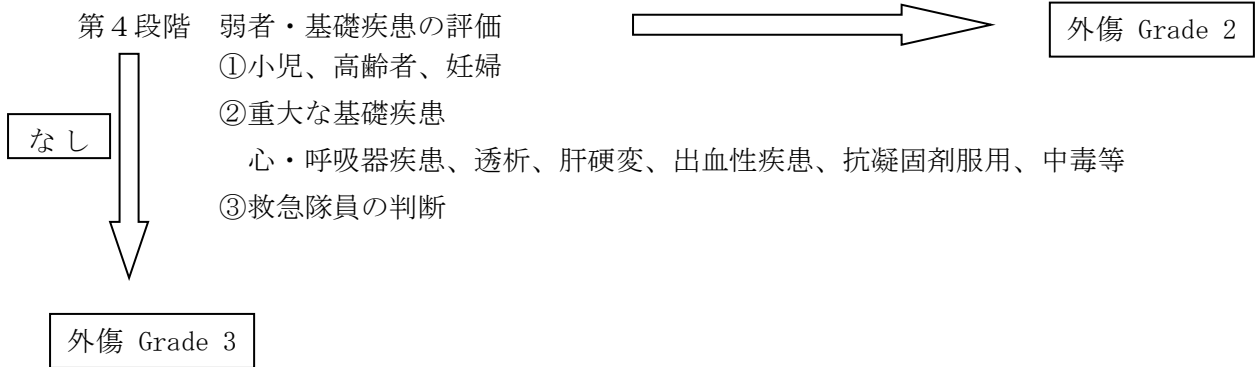 第４段階　弱者・基礎疾患の評価
外傷 Grade 2
①小児、高齢者、妊婦
②重大な基礎疾患
なし
心・呼吸器疾患、透析、肝硬変、出血性疾患、抗凝固剤服用、中毒等
③救急隊員の判断
外傷 Grade 3